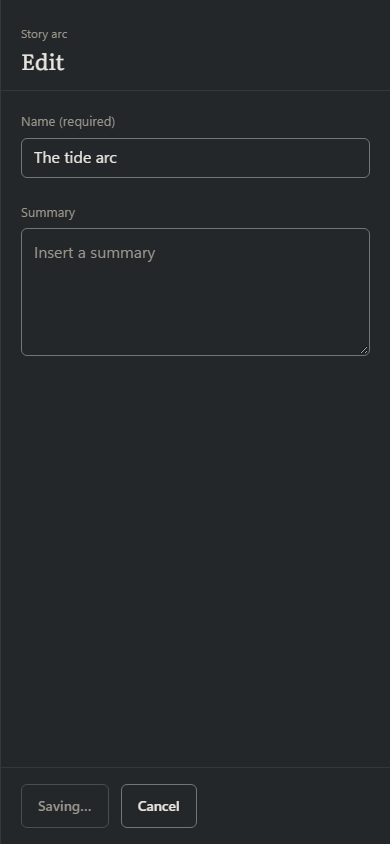 Story arc
Edit
Name (required)
The tide arc
Summary
Insert a summary
Saving...
Cancel